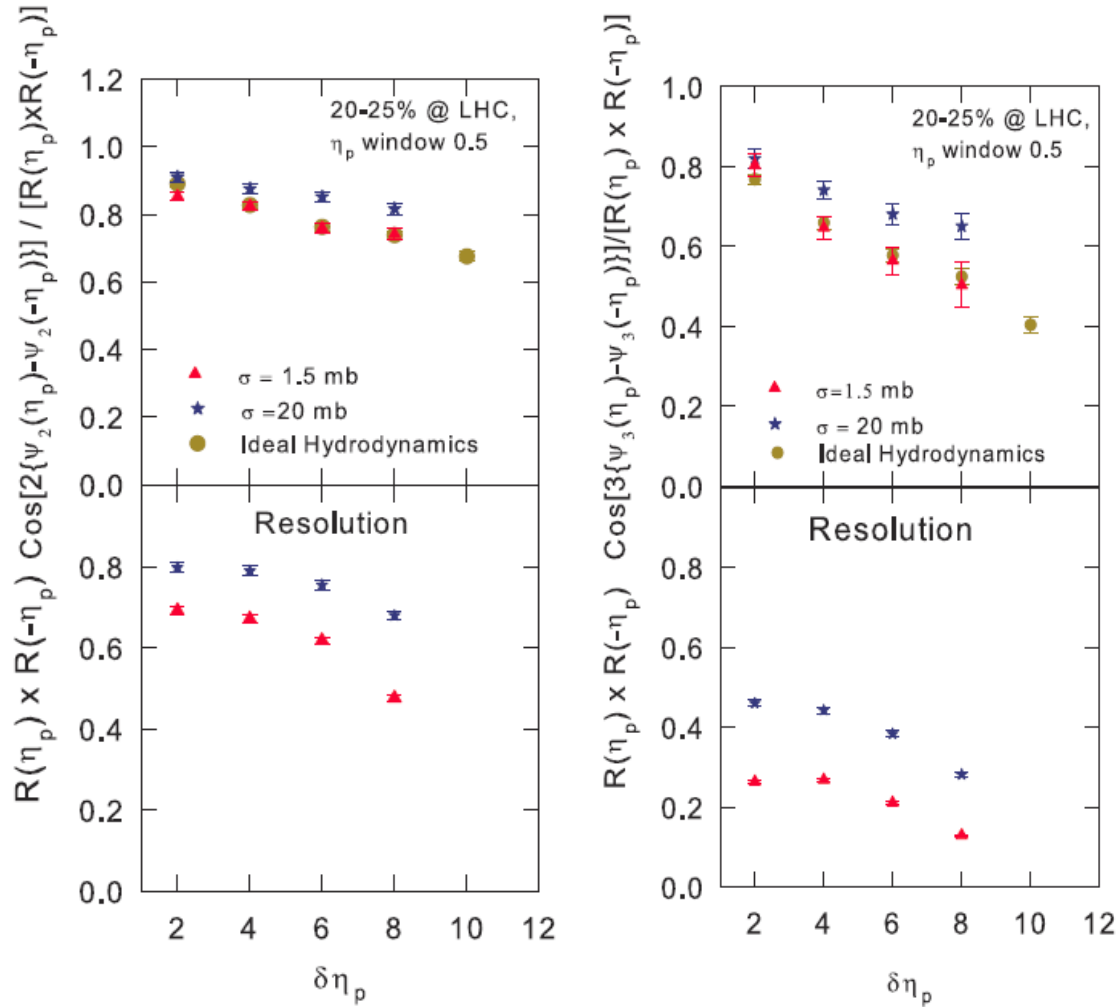 Cos[2{ψ₂(η_p)-ψ₂(-η_p)}] / [R(η_p)xR(-η_p)]
R(η_p) x R(-η_p)
1.2
1.0
0.8
0.6
0.4
0.2
0.0
20-25% @ LHC,
η_p window 0.5
σ = 1.5 mb
σ =20 mb
Ideal Hydrodynamics
Resolution
0.8
0.6
0.4
0.2
0.0
2 4 6 8 10 12
δη_p
Cos[3{ψ₃(η_p)-ψ₃(-η_p)}]/[R(η_p) x R(-η_p)]
R(η_p) x R(-η_p)
1.0
0.8
0.6
0.4
0.2
0.0
20-25% @ LHC,
η_p window 0.5
σ=1.5 mb
σ = 20 mb
Ideal Hydrodynamics
Resolution
0.8
0.6
0.4
0.2
0.0
2 4 6 8 10 12
δη_p